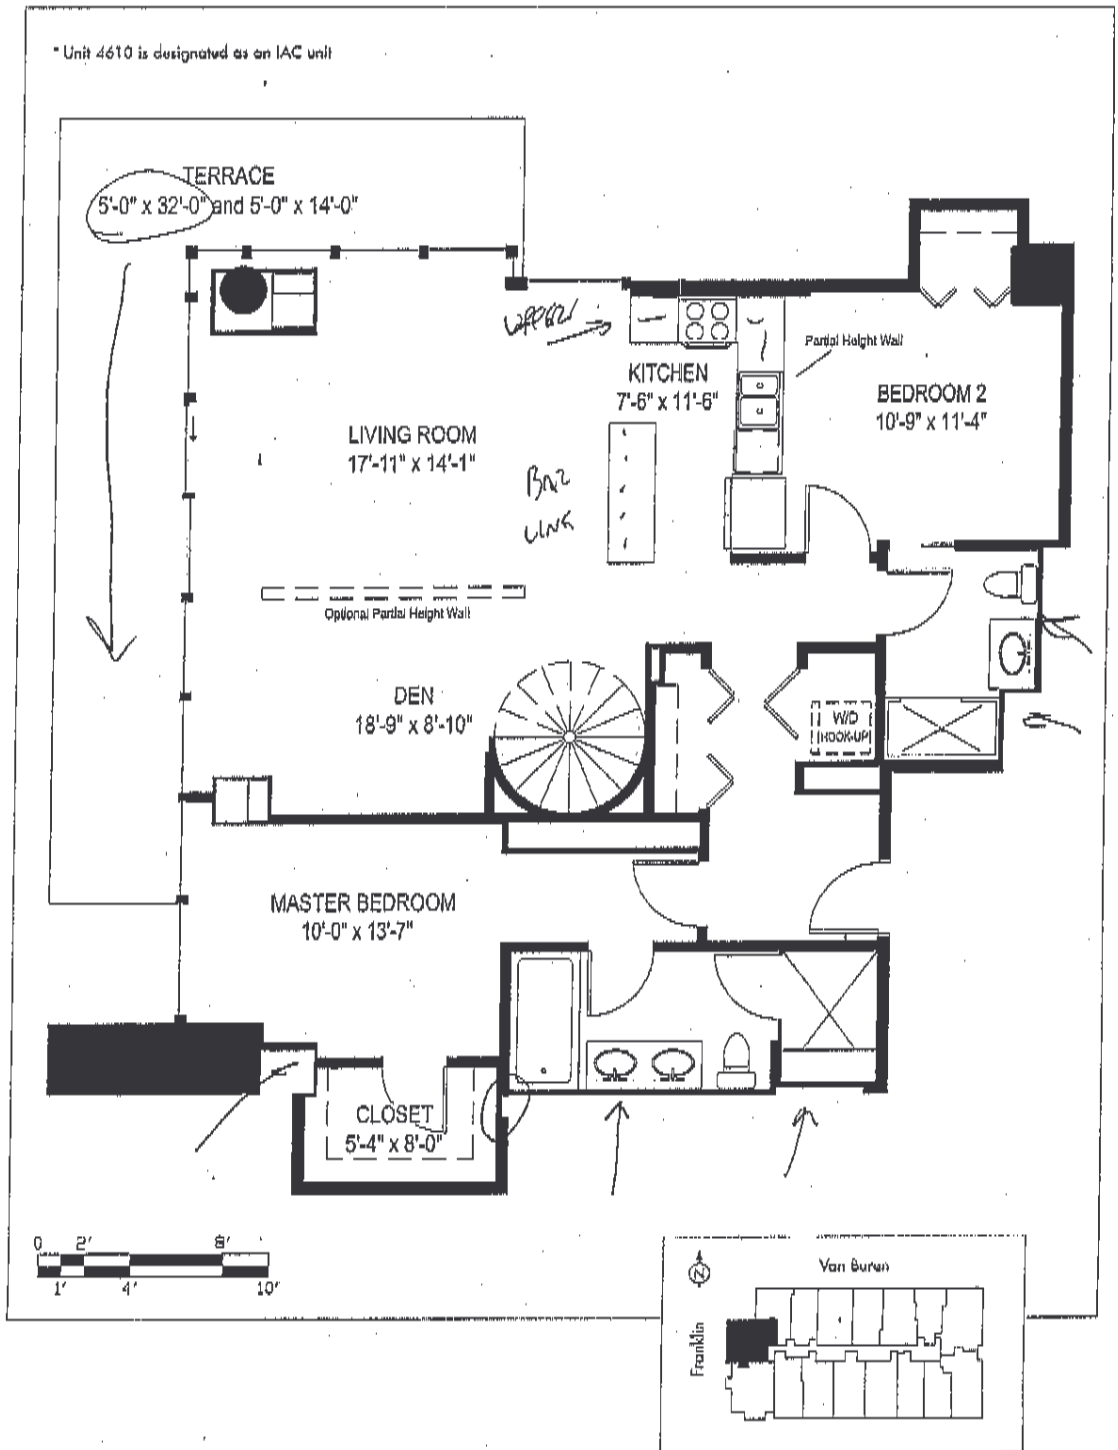 * Unit 4610 is designated as an IAC unit
TERRACE
5'-0" x 32'-0" and 5'-0" x 14'-0"
KITCHEN
7'-6" x 11'-6"
Partial Height Wall
BEDROOM 2
10'-9" x 11'-4"
LIVING ROOM
17'-11" x 14'-1"
Optional Partial Height Wall
DEN
18'-9" x 8'-10"
W/D
HOOK-UP
MASTER BEDROOM
10'-0" x 13'-7"
CLOSET
5'-4" x 8'-0"
0 2' 8'
1' 4' 10'
N
Van Buren
Franklin